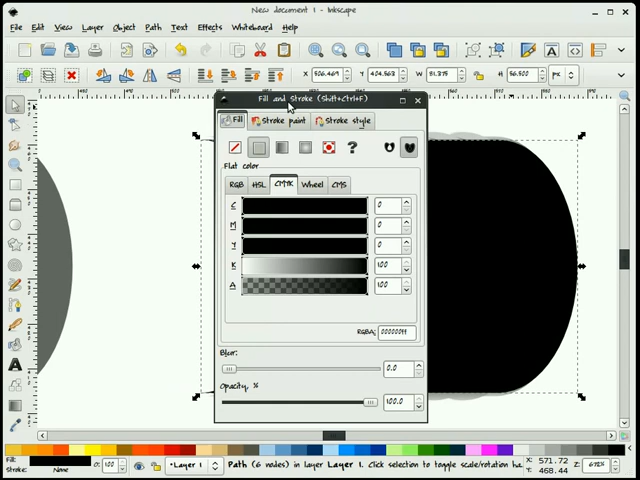 New document 1 - Inkscape
File Edit View Layer Object Path Text Effects Whiteboard Help
X 506.469 Y 404.563 W 81.375 H 56.500 px
Fill and Stroke (Shift+Ctrl+F)
Fill Stroke paint Stroke style
?
Flat color
RGB HSL CMYK Wheel CMS
C 0
M 0
Y 0
K 100
A 100
RGBA:
Blur:
0.0
Opacity, %
100.0
Fill: O: 100 Layer 1 Path (6 nodes) in layer Layer 1. Click selection to toggle scale/rotation ha X: 571.72 Z:
Stroke: None Y: 468.44